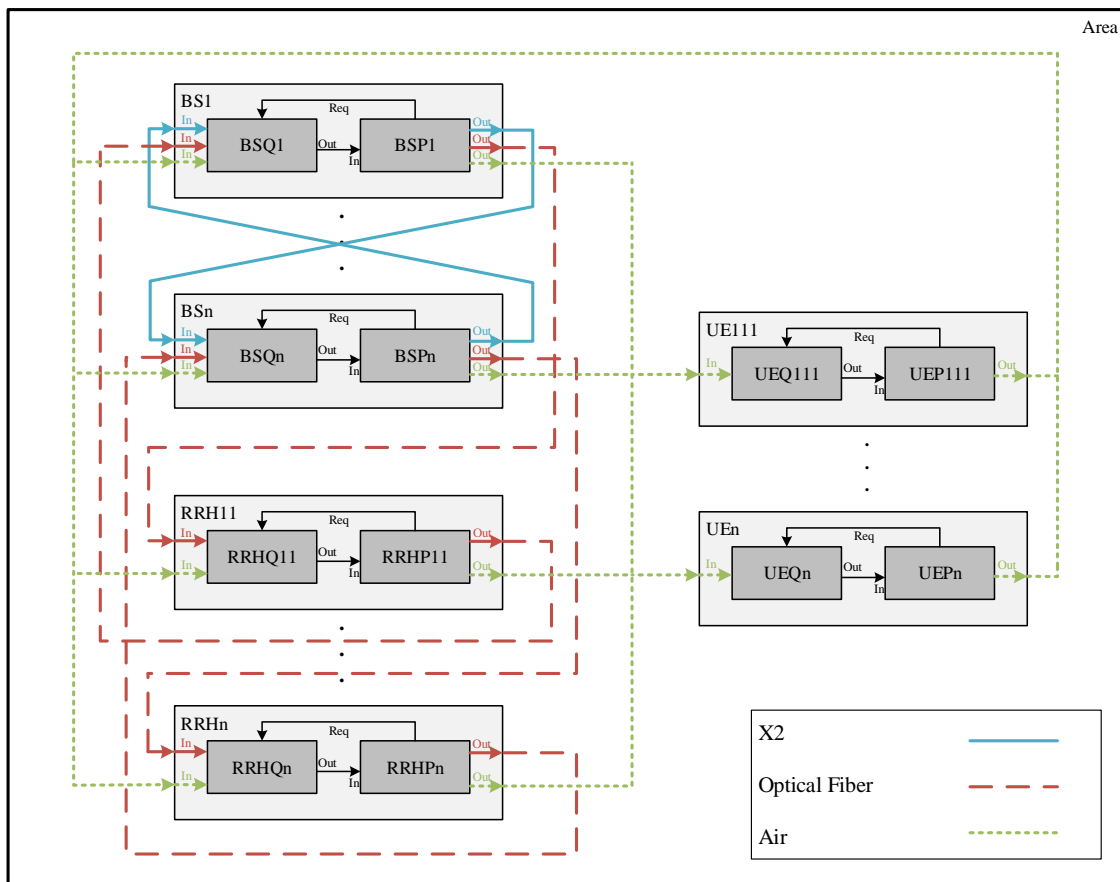 Area
BS1
Req
In
In
In
BSQ1
Out
In
BSP1
Out
Out
Out
BSn
Req
In
In
In
BSQn
Out
In
BSPn
Out
Out
Out
RRH11
Req
In
In
RRHQ11
Out
In
RRHP11
Out
Out
RRHn
Req
In
In
RRHQn
Out
In
RRHPn
Out
Out
UE111
Req
In
UEQ111
Out
In
UEP111
Out
UEn
Req
In
UEQn
Out
In
UEPn
Out
X2
Optical Fiber
Air